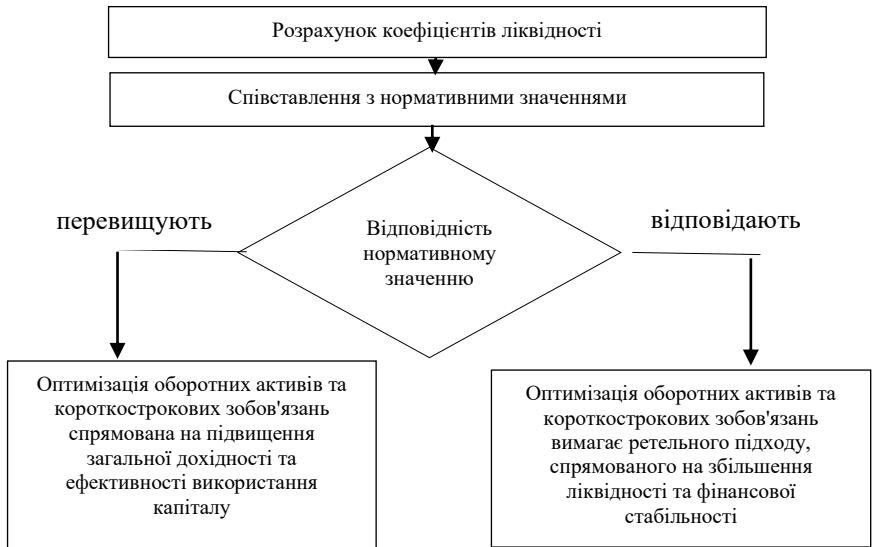 Розрахунок коефіцієнтів ліквідності
Співставлення з нормативними значеннями
перевищують
Відповідність
нормативному
значенню
відповідають
Оптимізація оборотних активів та
короткострокових зобов'язань
спрямована на підвищення
загальної дохідності та
ефективності використання
капіталу
Оптимізація оборотних активів та
короткострокових зобов'язань
вимагає ретельного підходу,
спрямованого на збільшення
ліквідності та фінансової
стабільності